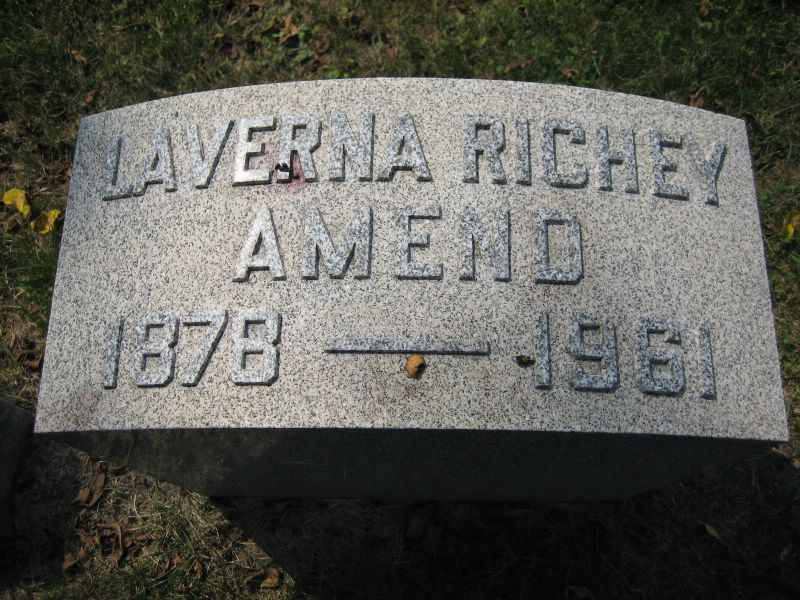 LAVERNA RICHEY
AMEND
1878 — 1961